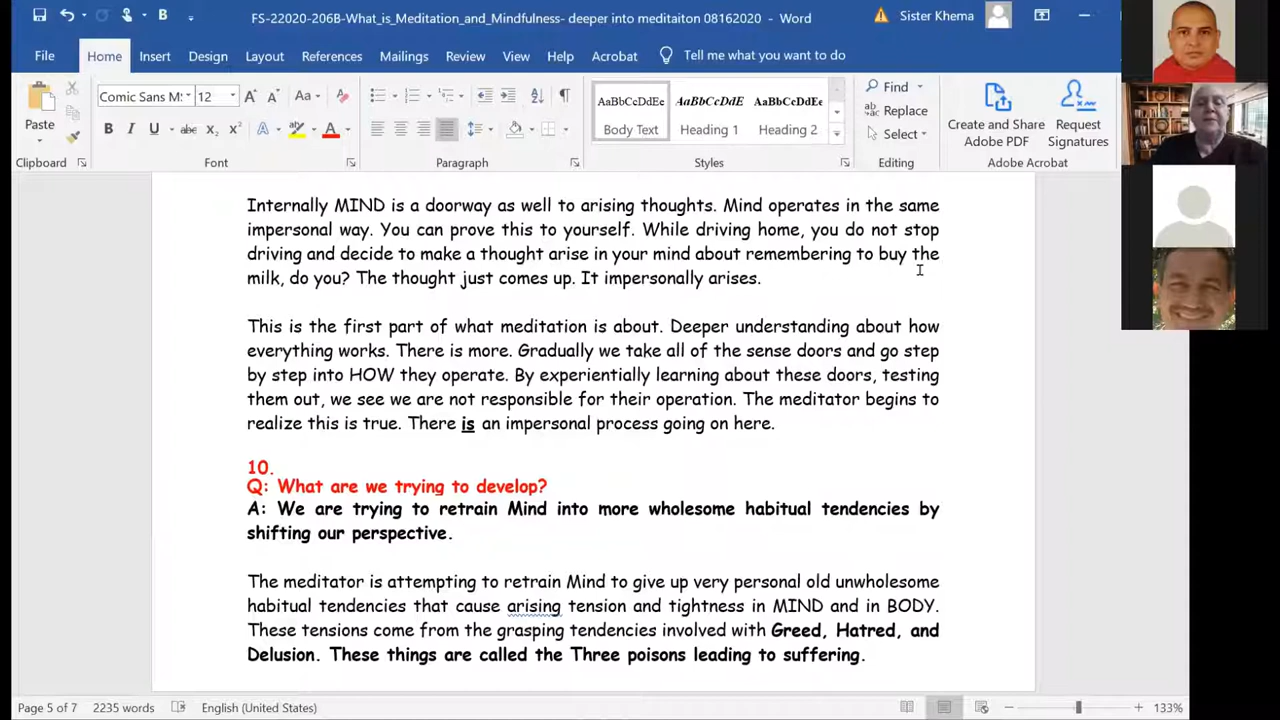 FS-22020-206B-What_is_Meditation_and_Mindfulness- deeper into meditaiton 08162020 - Word
Sister Khema
File Home Insert Design Layout References Mailings Review View Help Acrobat Tell me what you want to do
Comic Sans M: 12
Aa
Paste
B I U abc x2 x2 A A
AaBbCcDdEe AaBbCcDdE AaBbCcDdEe
Body Text Heading 1 Heading 2
Find
Replace
Select
Create and Share Adobe PDF
Request Signatures
Clipboard Font Paragraph Styles Editing Adobe Acrobat
Internally MIND is a doorway as well to arising thoughts. Mind operates in the same
impersonal way. You can prove this to yourself. While driving home, you do not stop
driving and decide to make a thought arise in your mind about remembering to buy the
milk, do you? The thought just comes up. It impersonally arises.
This is the first part of what meditation is about. Deeper understanding about how
everything works. There is more. Gradually we take all of the sense doors and go step
by step into HOW they operate. By experientially learning about these doors, testing
them out, we see we are not responsible for their operation. The meditator begins to
realize this is true. There is an impersonal process going on here.
10.
Q: What are we trying to develop?
A: We are trying to retrain Mind into more wholesome habitual tendencies by
shifting our perspective.
The meditator is attempting to retrain Mind to give up very personal old unwholesome
habitual tendencies that cause arising tension and tightness in MIND and in BODY.
These tensions come from the grasping tendencies involved with Greed, Hatred, and
Delusion. These things are called the Three poisons leading to suffering.
Page 5 of 7 2235 words English (United States) 133%